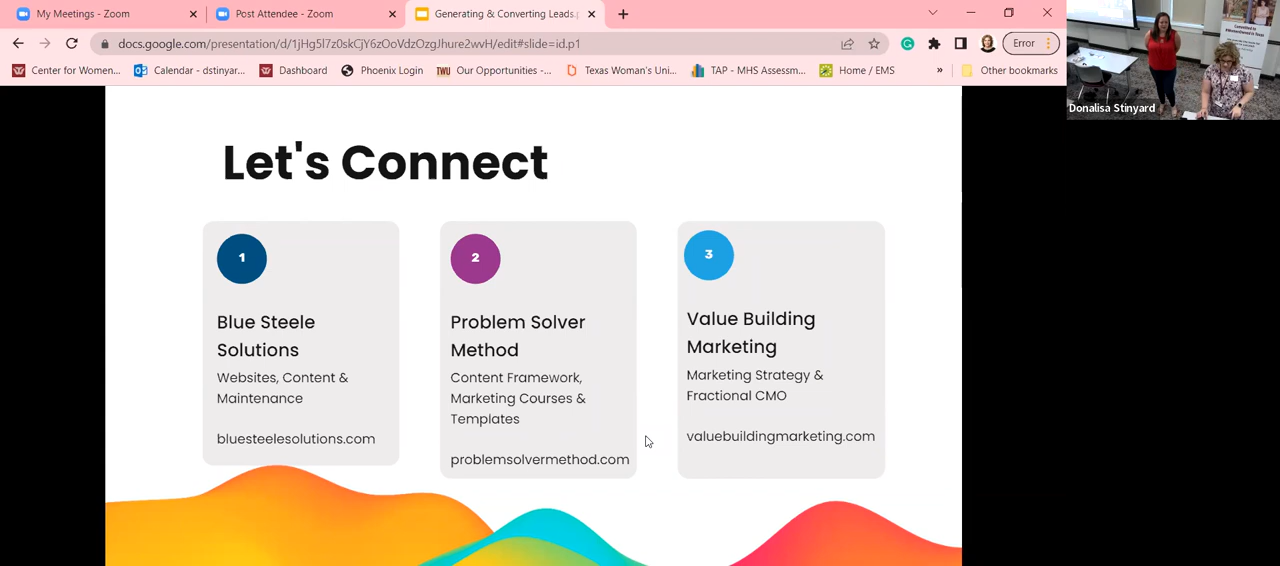 My Meetings - Zoom
Post Attendee - Zoom
Generating & Converting Leads.p
docs.google.com/presentation/d/1jHg5l7z0skCjY6zOoVdzOzgJhure2wvH/edit#slide=id.p1
Error
Center for Women...
Calendar - dstinyar...
Dashboard
Phoenix Login
Our Opportunities -...
Texas Woman's Uni...
TAP - MHS Assessm...
Home / EMS
»
Other bookmarks
Donalisa Stinyard
Let's Connect
1
Blue Steele
Solutions
Websites, Content &
Maintenance
bluesteelesolutions.com
2
Problem Solver
Method
Content Framework,
Marketing Courses &
Templates
problemsolvermethod.com
3
Value Building
Marketing
Marketing Strategy &
Fractional CMO
valuebuildingmarketing.com